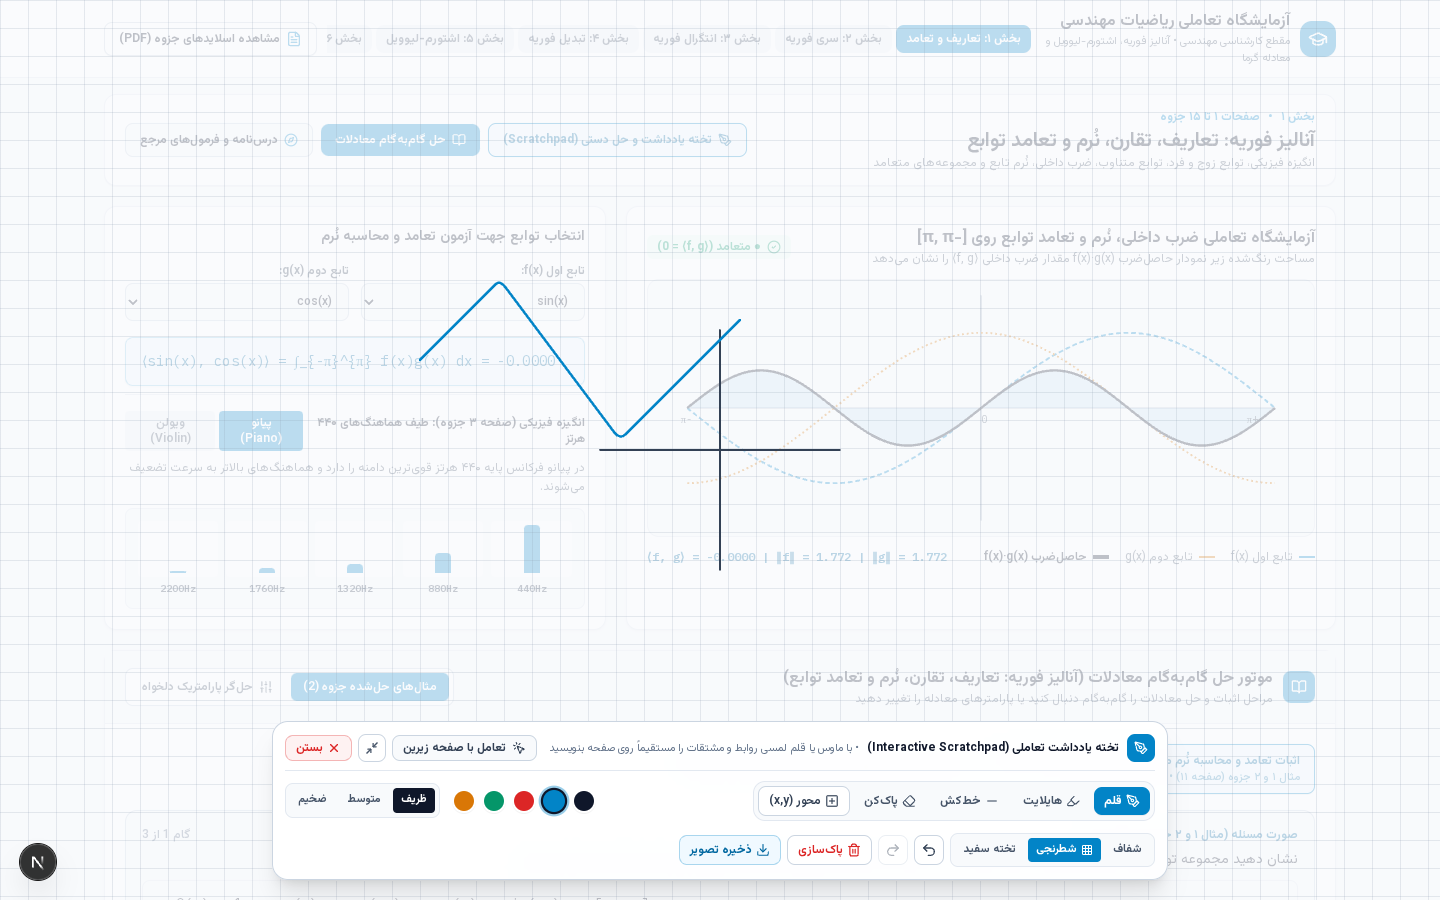 آزمایشگاه تعاملی ریاضیات مهندسی
مقطع کارشناسی مهندسی • آنالیز فوریه، اشتورم-لیوویل و
معادله گرما
بخش ۱: تعاریف و تعامد
بخش ۲: سری فوریه
بخش ۳: انتگرال فوریه
بخش ۴: تبدیل فوریه
بخش ۵: اشتورم-لیوویل
بخش ۶
مشاهده اسلایدهای جزوه (PDF)
بخش ۱ • صفحات ۱ تا ۱۵ جزوه
آنالیز فوریه: تعاریف، تقارن، نُرم و تعامد توابع
انگیزه فیزیکی، توابع زوج و فرد، توابع متناوب، ضرب داخلی، نُرم تابع و مجموعه‌های متعامد
تخته یادداشت و حل دستی (Scratchpad)
حل گام‌به‌گام معادلات
درس‌نامه و فرمول‌های مرجع
آزمایشگاه تعاملی ضرب داخلی، نُرم و تعامد توابع روی [-π, π]
مساحت رنگ‌شده زیر نمودار حاصل‌ضرب f(x)·g(x) مقدار ضرب داخلی ⟨f, g⟩ را نشان می‌دهد
● متعامد (⟨f, g⟩ = 0)
0
تابع اول f(x)
تابع دوم g(x)
حاصل‌ضرب f(x)·g(x)
⟨f, g⟩ = -0.0000 | ‖f‖ = 1.772 | ‖g‖ = 1.772
انتخاب توابع جهت آزمون تعامد و محاسبه نُرم
تابع اول f(x):
تابع دوم g(x):
sin(x)
cos(x)
⟨sin(x), cos(x)⟩ = ∫_{-π}^{π} f(x)g(x) dx = -0.0000
انگیزه فیزیکی (صفحه ۳ جزوه): طیف هماهنگ‌های ۴۴۰
هرتز
پیانو
(Piano)
ویولن
(Violin)
در پیانو فرکانس پایه ۴۴۰ هرتز قوی‌ترین دامنه را دارد و هماهنگ‌های بالاتر به سرعت تضعیف
می‌شوند.
440Hz
880Hz
1320Hz
1760Hz
2200Hz
موتور حل گام‌به‌گام معادلات (آنالیز فوریه: تعاریف، تقارن، نُرم و تعامد توابع)
مراحل اثبات و حل معادلات را گام‌به‌گام دنبال کنید یا پارامترهای معادله را تغییر دهید
مثال‌های حل‌شده جزوه (2)
حل‌گر پارامتریک دلخواه
اثبات تعامد و محاسبه نُرم
مثال ۱ و ۲ جزوه (صفحه ۱۱) •
صورت مسئله (مثال ۱ و ۲
گام 1 از 3
نشان دهید مجموعه
تخته یادداشت تعاملی (Interactive Scratchpad)
• با ماوس یا قلم لمسی روابط و مشتقات را مستقیماً روی صفحه بنویسید
تعامل با صفحه زیرین
بستن
قلم
هایلایت
خط‌کش
پاک‌کن
محور (x,y)
ظریف
متوسط
ضخیم
شفاف
شطرنجی
تخته سفید
پاک‌سازی
ذخیره تصویر
N